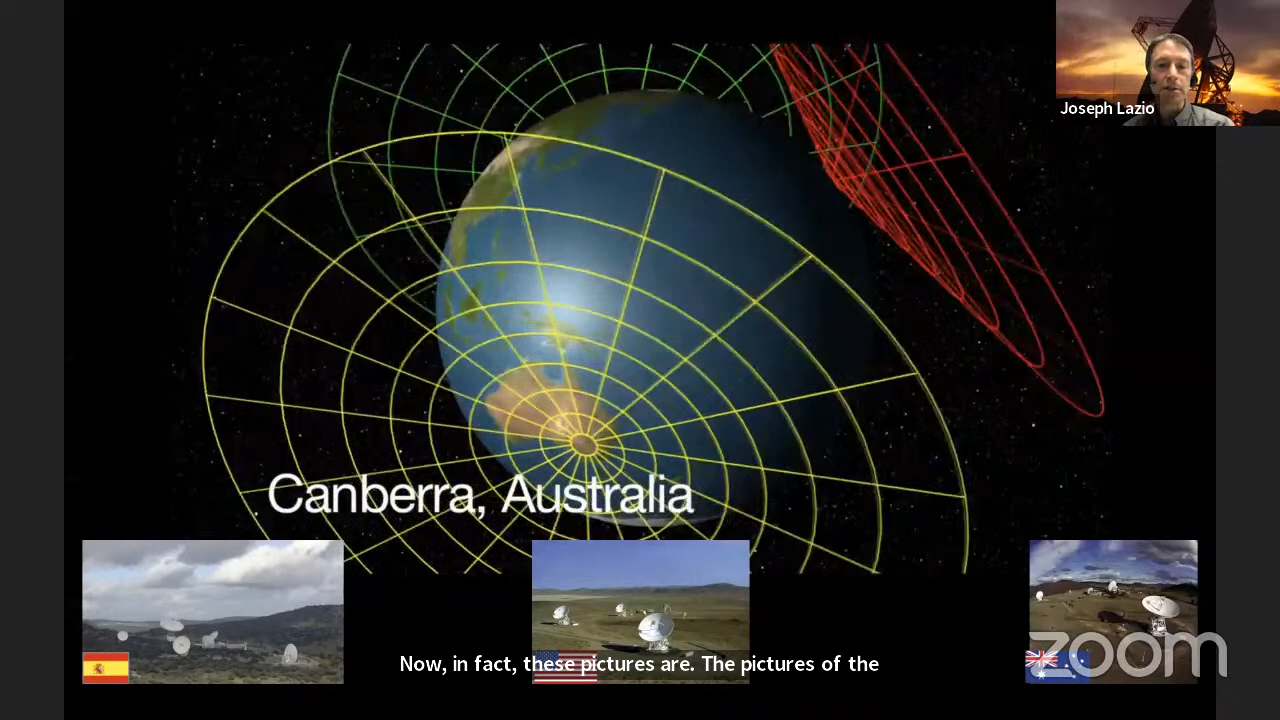 Joseph Lazio
Canberra, Australia
Now, in fact, these pictures are. The pictures of the
zoom